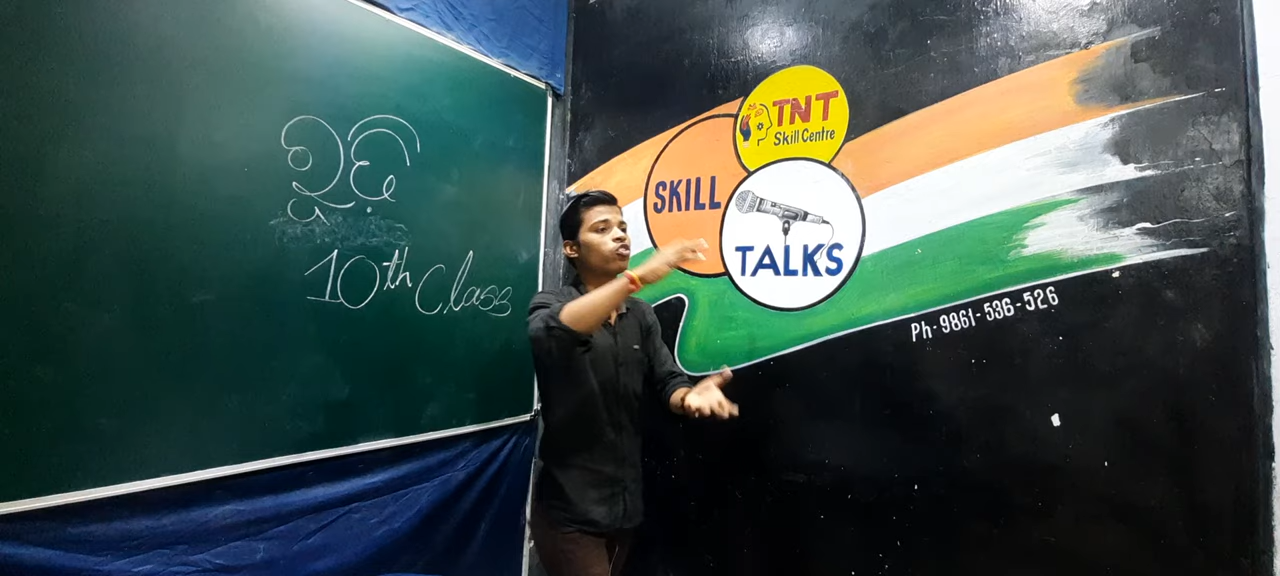 10th Class
TNT
Skill Centre
SKILL
TALKS
Ph-9861-536-526